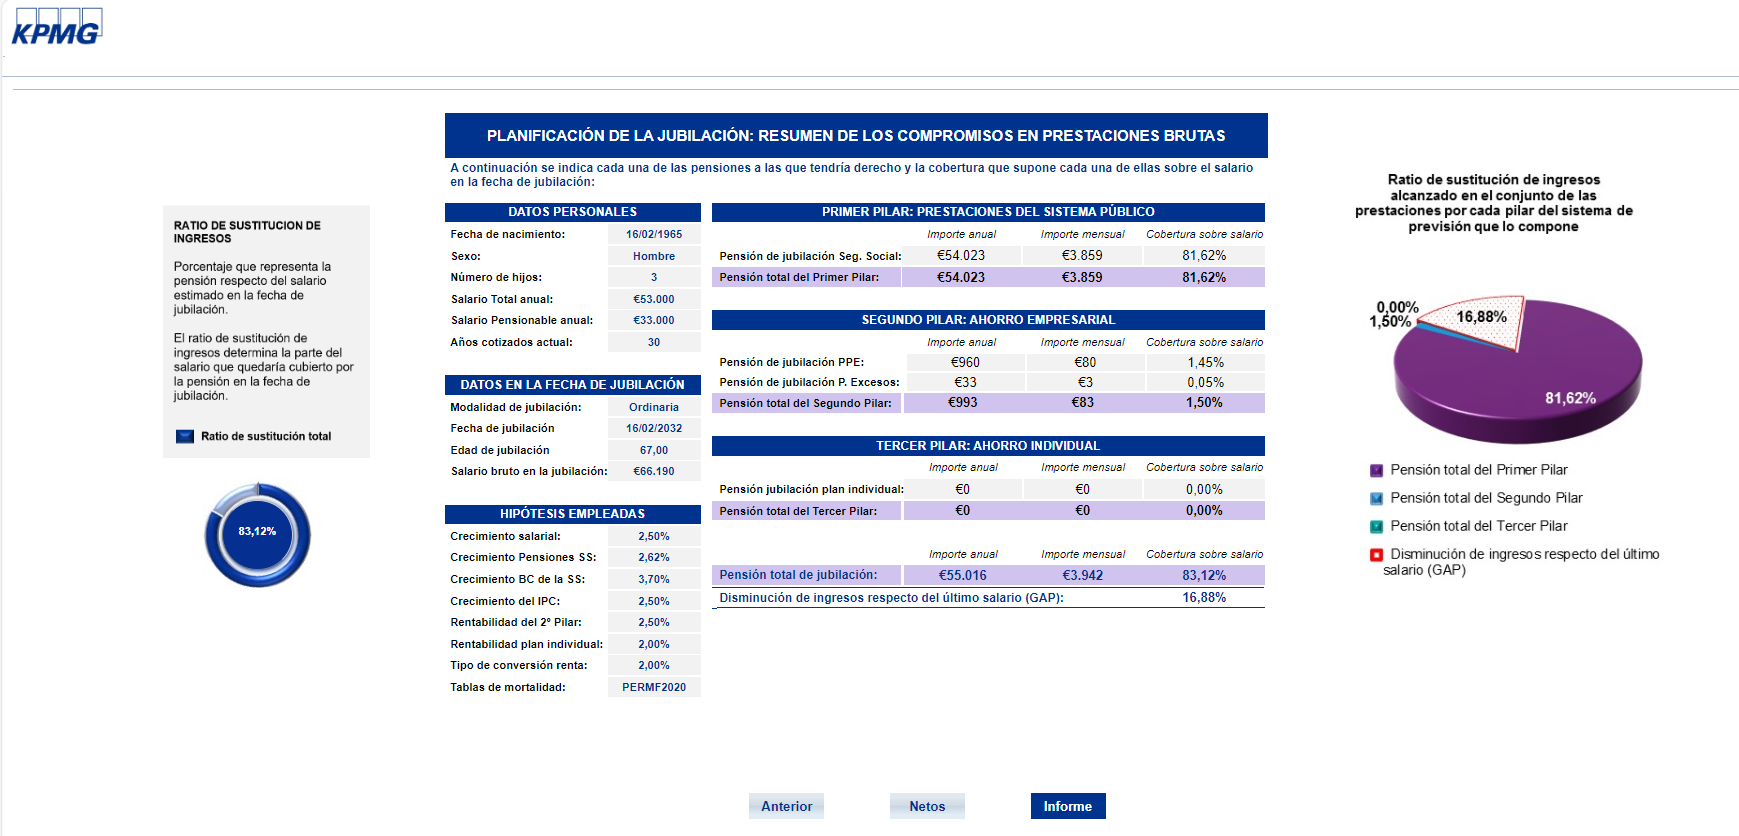 KPMG
PLANIFICACIÓN DE LA JUBILACIÓN: RESUMEN DE LOS COMPROMISOS EN PRESTACIONES BRUTAS
A continuación se indica cada una de las pensiones a las que tendría derecho y la cobertura que supone cada una de ellas sobre el salario
en la fecha de jubilación:
RATIO DE SUSTITUCION DE
INGRESOS
Porcentaje que representa la
pensión respecto del salario
estimado en la fecha de
jubilación.
El ratio de sustitución de
ingresos determina la parte del
salario que quedaría cubierto por
la pensión en la fecha de
jubilación.
Ratio de sustitución total
83,12%
DATOS PERSONALES
Fecha de nacimiento: 16/02/1965
Sexo: Hombre
Número de hijos: 3
Salario Total anual: €53.000
Salario Pensionable anual: €33.000
Años cotizados actual: 30
DATOS EN LA FECHA DE JUBILACIÓN
Modalidad de jubilación: Ordinaria
Fecha de jubilación 16/02/2032
Edad de jubilación 67,00
Salario bruto en la jubilación: €66.190
HIPÓTESIS EMPLEADAS
Crecimiento salarial: 2,50%
Crecimiento Pensiones SS: 2,62%
Crecimiento BC de la SS: 3,70%
Crecimiento del IPC: 2,50%
Rentabilidad del 2º Pilar: 2,50%
Rentabilidad plan individual: 2,00%
Tipo de conversión renta: 2,00%
Tablas de mortalidad: PERMF2020
PRIMER PILAR: PRESTACIONES DEL SISTEMA PÚBLICO
Importe anual Importe mensual Cobertura sobre salario
Pensión de jubilación Seg. Social: €54.023 €3.859 81,62%
Pensión total del Primer Pilar: €54.023 €3.859 81,62%
SEGUNDO PILAR: AHORRO EMPRESARIAL
Importe anual Importe mensual Cobertura sobre salario
Pensión de jubilación PPE: €960 €80 1,45%
Pensión de jubilación P. Excesos: €33 €3 0,05%
Pensión total del Segundo Pilar: €993 €83 1,50%
TERCER PILAR: AHORRO INDIVIDUAL
Importe anual Importe mensual Cobertura sobre salario
Pensión jubilación plan individual: €0 €0 0,00%
Pensión total del Tercer Pilar: €0 €0 0,00%
Importe anual Importe mensual Cobertura sobre salario
Pensión total de jubilación: €55.016 €3.942 83,12%
Disminución de ingresos respecto del último salario (GAP): 16,88%
Ratio de sustitución de ingresos
alcanzado en el conjunto de las
prestaciones por cada pilar del sistema de
previsión que lo compone
0,00%
1,50%
16,88%
81,62%
Pensión total del Primer Pilar
Pensión total del Segundo Pilar
Pensión total del Tercer Pilar
Disminución de ingresos respecto del último
salario (GAP)
Anterior
Netos
Informe